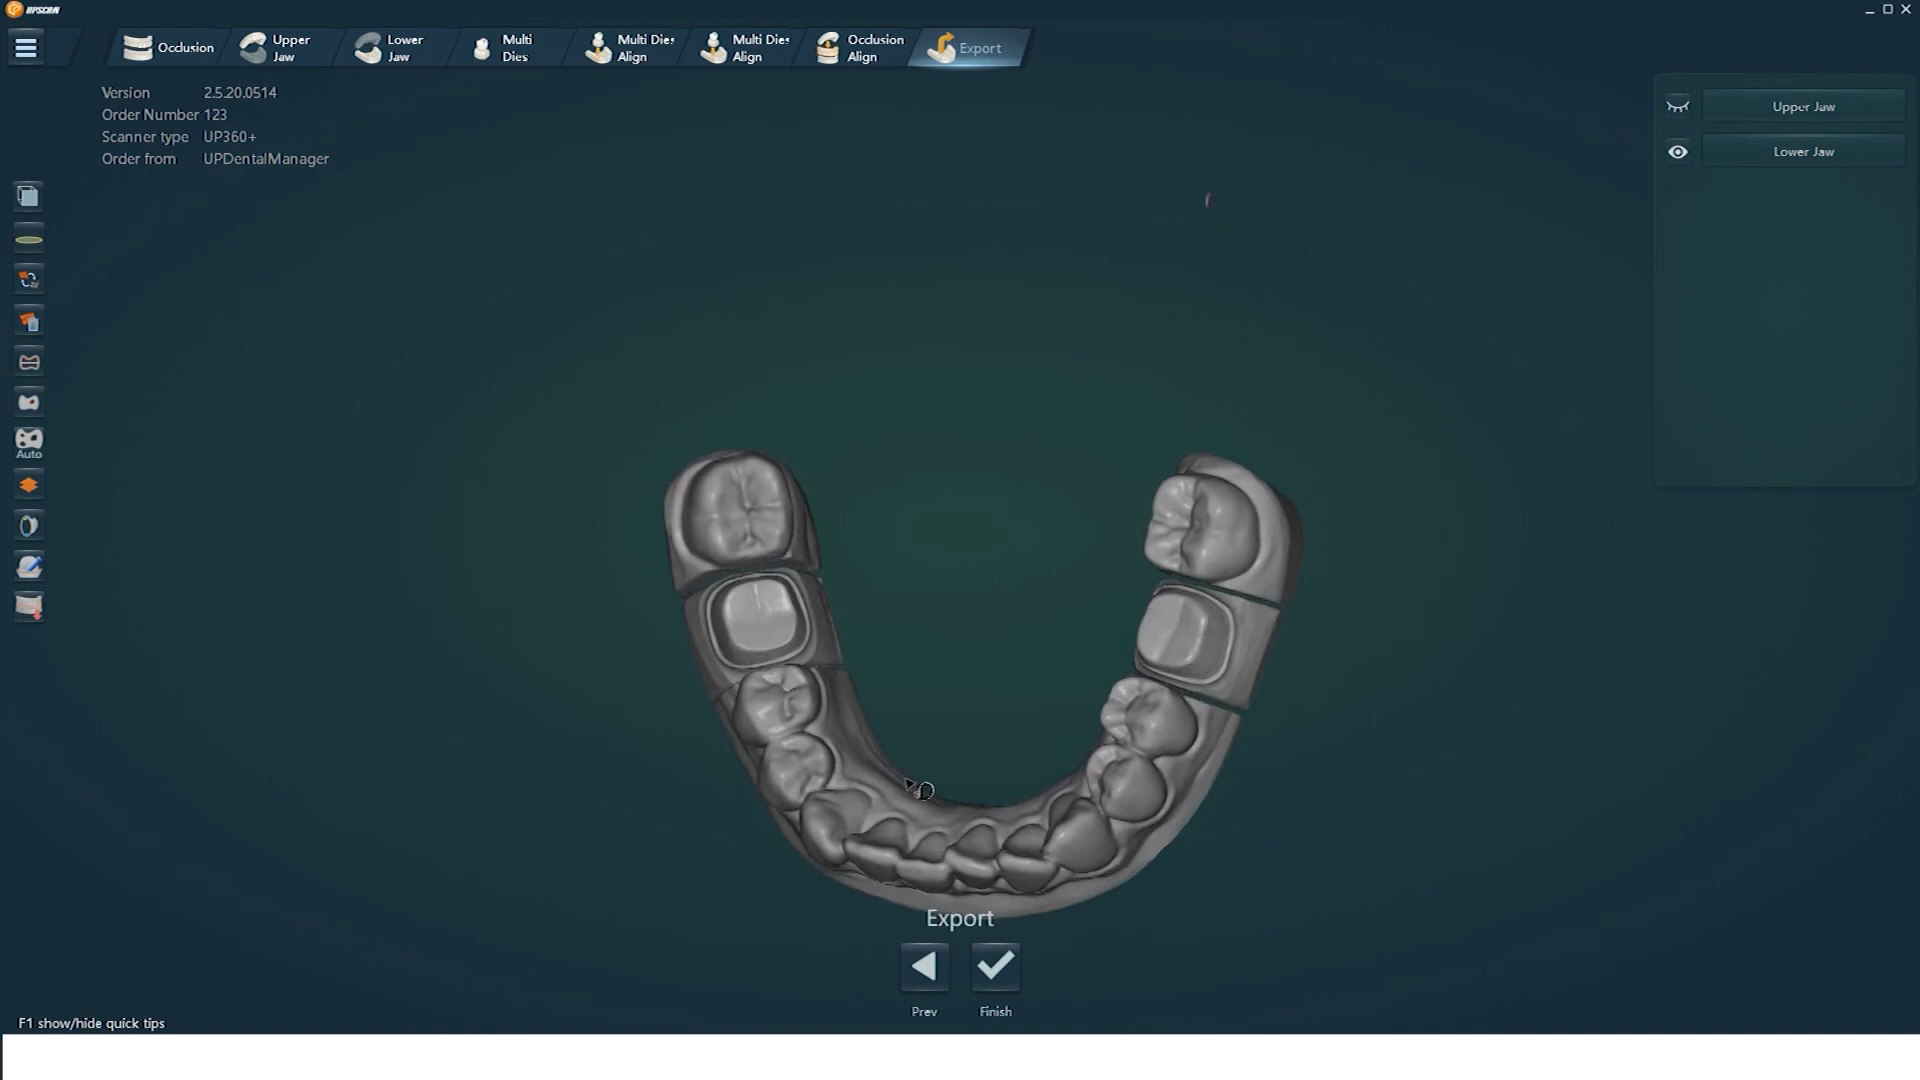 UPSCAN
Occlusion
Upper
Jaw
Lower
Jaw
Multi
Dies
Multi Dies
Align
Multi Dies
Align
Occlusion
Align
Export
Version 2.5.20.0514
Order Number 123
Scanner type UP360+
Order from UPDentalManager
Upper Jaw
Lower Jaw
Auto
Export
Prev
Finish
F1 show/hide quick tips